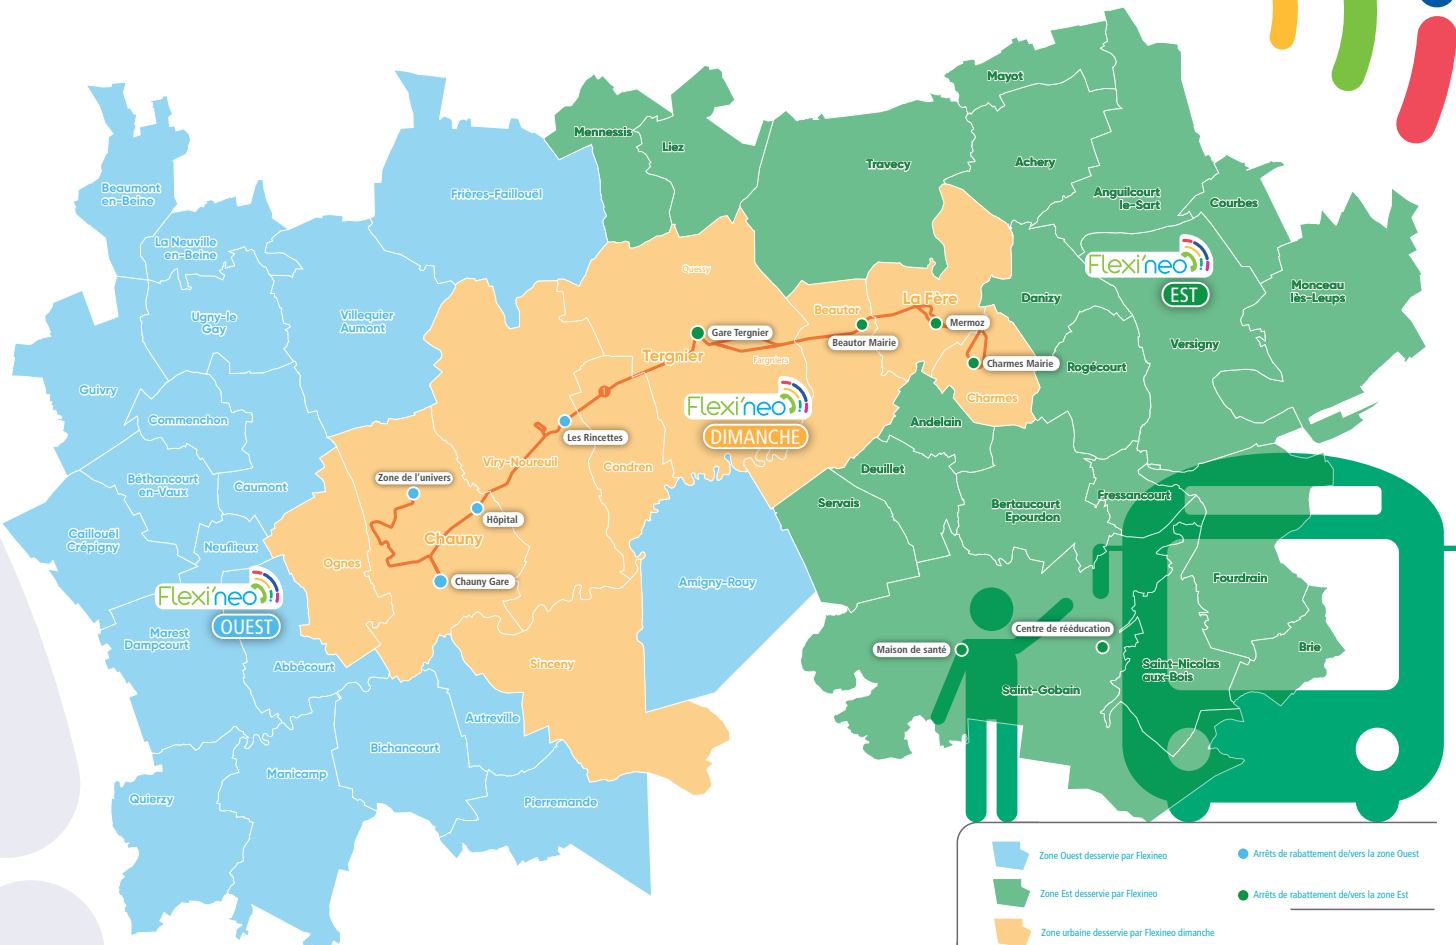 Mayot
Mennessis
Liez
Travecy
Achery
Anguilcourt
le-Sart
Courbes
Beaumont
en-Beine
Frières-Faillouël
La Neuville
en-Beine
Quessy
Flexi'neo
EST
Monceau
lès-Leups
Danizy
La Fère
Beautor
Ugny-le
Gay
Villequier
Aumont
Gare Tergnier
Mermoz
Beautor Mairie
Versigny
Tergnier
Fargniers
Charmes Mairie
Rogécourt
Guivry
1
Charmes
Flexi'neo
DIMANCHE
Commenchon
Andelain
Les Rincettes
Viry-Noureuil
Condren
Deuillet
Zone de l'univers
Béthancourt
en-Vaux
Caumont
Servais
Bertaucourt
Epourdon
Fressancourt
Hôpital
Caillouël
Crépigny
Neuflieux
Chauny
Ognes
Chauny Gare
Amigny-Rouy
Fourdrain
Flexi'neo
OUEST
Marest
Dampcourt
Centre de rééducation
Maison de santé
Brie
Abbécourt
Sinceny
Saint-Nicolas
aux-Bois
Saint-Gobain
Autreville
Bichancourt
Manicamp
Quierzy
Pierremande
Zone Ouest desservie par Flexineo
Arrêts de rabattement de/vers la zone Ouest
Zone Est desservie par Flexineo
Arrêts de rabattement de/vers la zone Est
Zone urbaine desservie par Flexineo dimanche